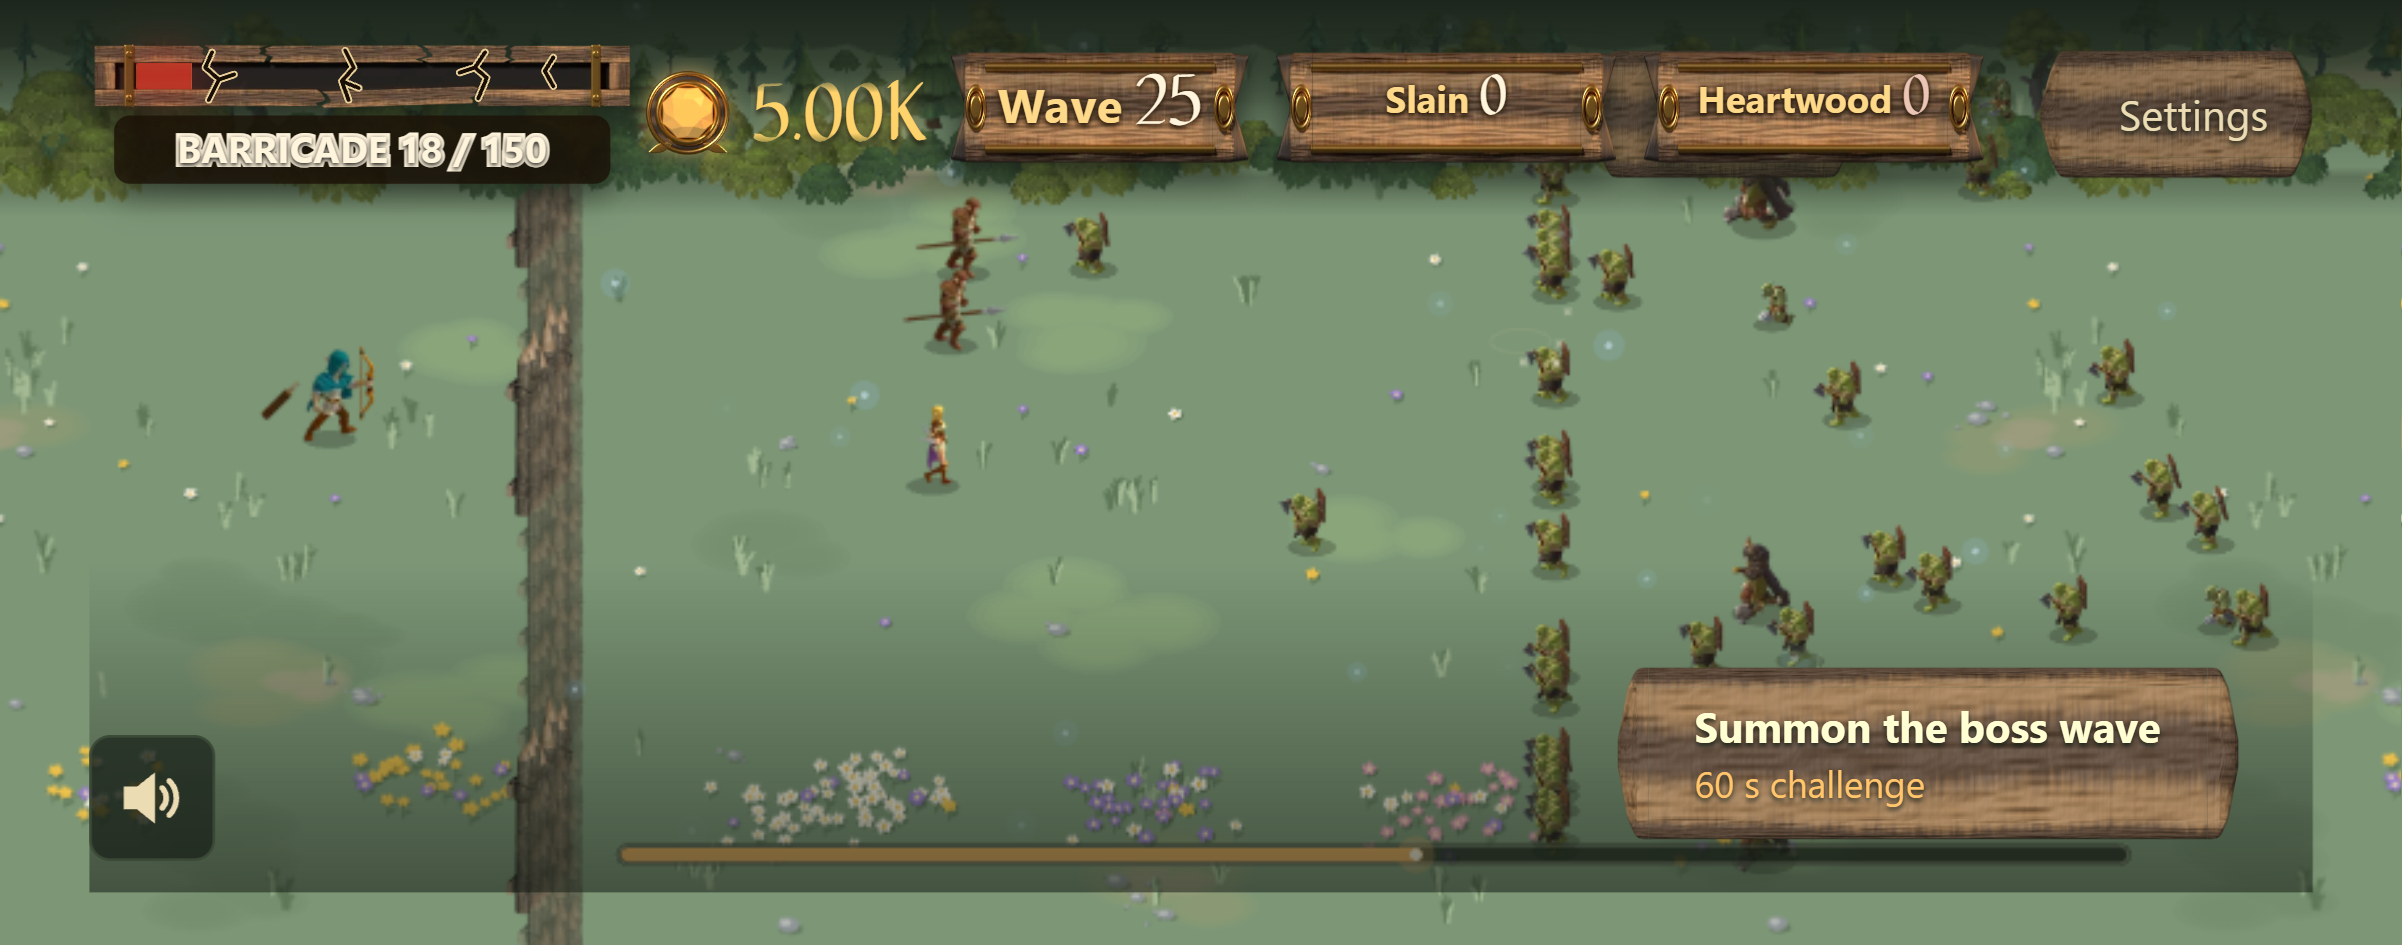 BARRICADE 18 / 150
5.00K
Wave 25
Slain 0
Heartwood 0
Settings
Summon the boss wave
60 s challenge